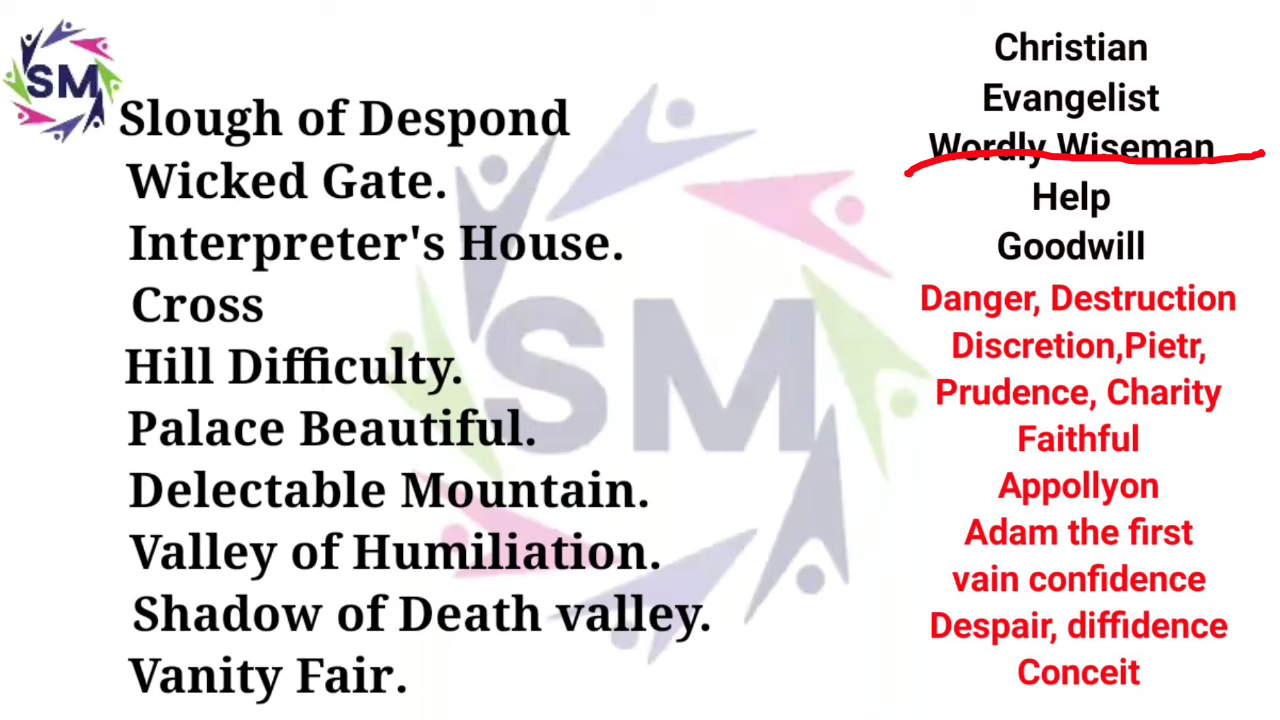 SM
Slough of Despond
Wicked Gate.
Interpreter's House.
Cross
Hill Difficulty.
Palace Beautiful.
Delectable Mountain.
Valley of Humiliation.
Shadow of Death valley.
Vanity Fair.
SM
Christian
Evangelist
Wordly Wiseman
Help
Goodwill
Danger, Destruction
Discretion,Pietr,
Prudence, Charity
Faithful
Appollyon
Adam the first
vain confidence
Despair, diffidence
Conceit